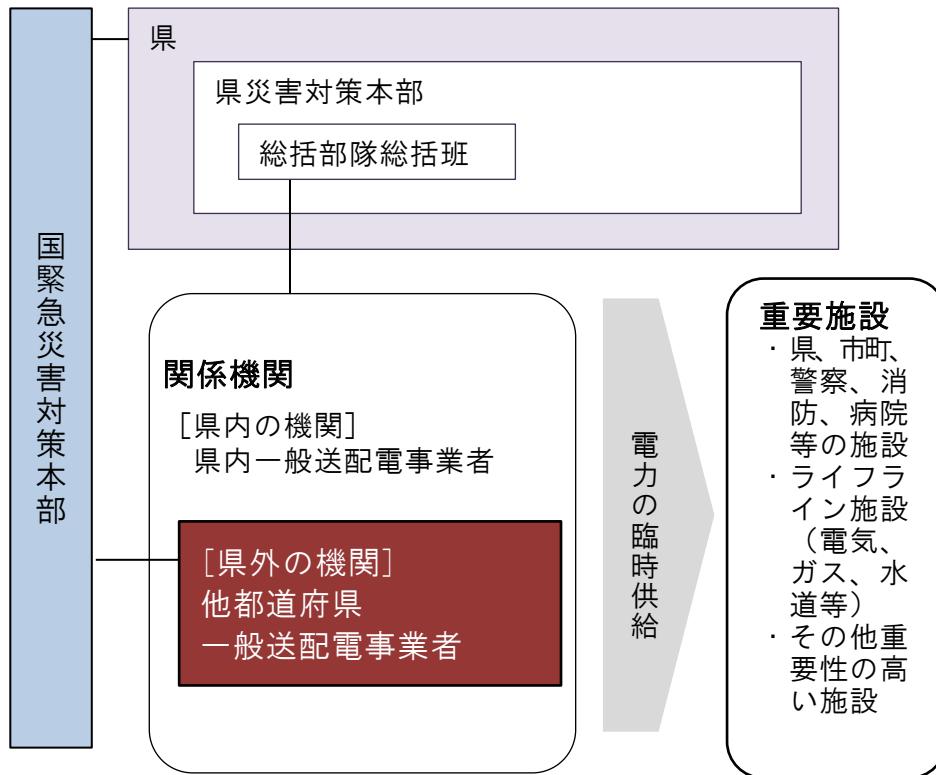 県
県災害対策本部
総括部隊総括班
国緊急災害対策本部
関係機関
［県内の機関］
県内一般送配電事業者
［県外の機関］
他都道府県
一般送配電事業者
電力の臨時供給
重要施設
・県、市町、
警察、消
防、病院
等の施設
・ライフラ
イン施設
（電気、
ガス、水
道等）
・その他重
要性の高
い施設